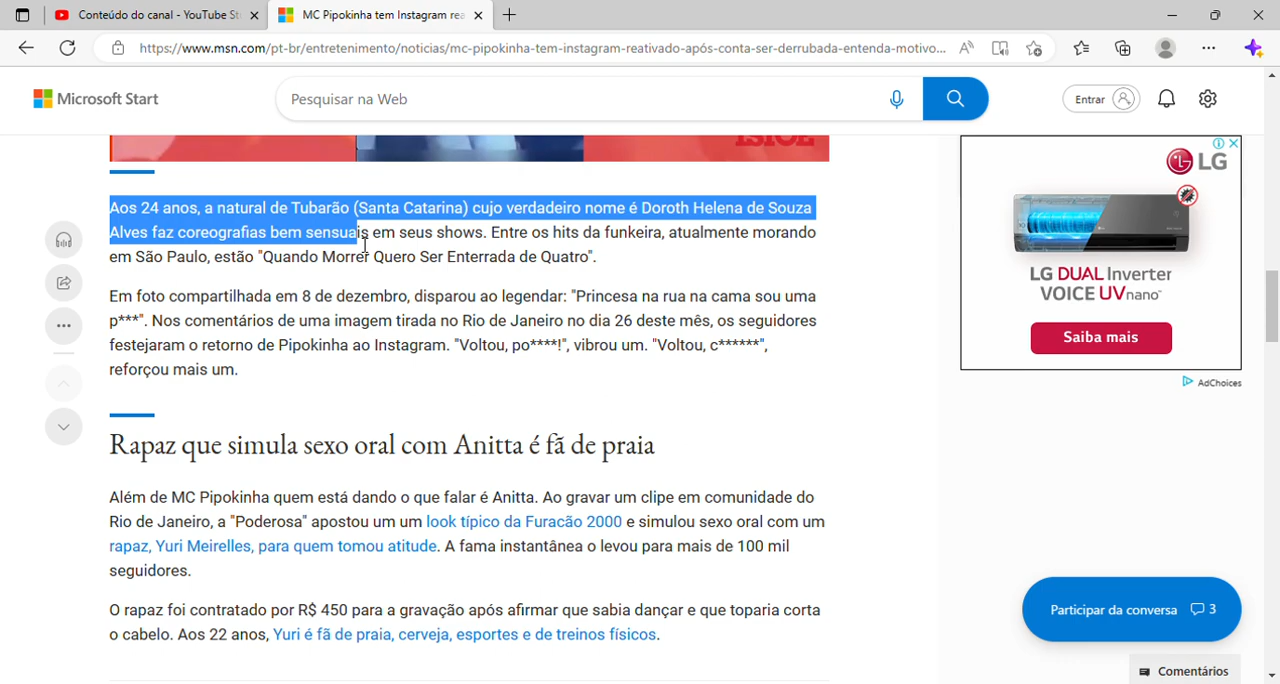 Conteúdo do canal - YouTube St
MC Pipokinha tem Instagram rea
https://www.msn.com/pt-br/entretenimento/noticias/mc-pipokinha-tem-instagram-reativado-após-conta-ser-derrubada-entenda-motivo...
Microsoft Start
Pesquisar na Web
Entrar
LG
Aos 24 anos, a natural de Tubarão (Santa Catarina) cujo verdadeiro nome é Doroth Helena de Souza
Alves faz coreografias bem sensuais em seus shows. Entre os hits da funkeira, atualmente morando
em São Paulo, estão "Quando Morrer Quero Ser Enterrada de Quatro".
Em foto compartilhada em 8 de dezembro, disparou ao legendar: "Princesa na rua na cama sou uma
p***". Nos comentários de uma imagem tirada no Rio de Janeiro no dia 26 deste mês, os seguidores
festejaram o retorno de Pipokinha ao Instagram. "Voltou, po****!", vibrou um. "Voltou, c******",
reforçou mais um.
LG DUAL Inverter
VOICE UVnano™
Saiba mais
AdChoices
Rapaz que simula sexo oral com Anitta é fã de praia
Além de MC Pipokinha quem está dando o que falar é Anitta. Ao gravar um clipe em comunidade do
Rio de Janeiro, a "Poderosa" apostou um um look típico da Furacão 2000 e simulou sexo oral com um
rapaz, Yuri Meirelles, para quem tomou atitude. A fama instantânea o levou para mais de 100 mil
seguidores.
O rapaz foi contratado por R$ 450 para a gravação após afirmar que sabia dançar e que toparia corta
o cabelo. Aos 22 anos, Yuri é fã de praia, cerveja, esportes e de treinos físicos.
Participar da conversa 3
Comentários